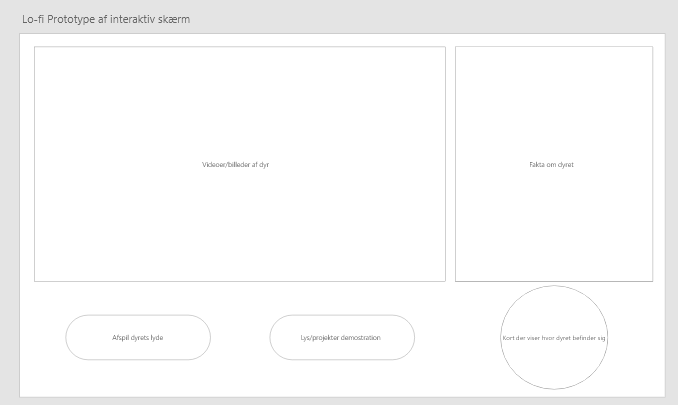 Lo-fi Prototype af interaktiv skærm
Videoer/billeder af dyr
Fakta om dyret
Afspil dyrets lyde
Lys/projekter demostration
Kort der viser hvor dyret befinder sig